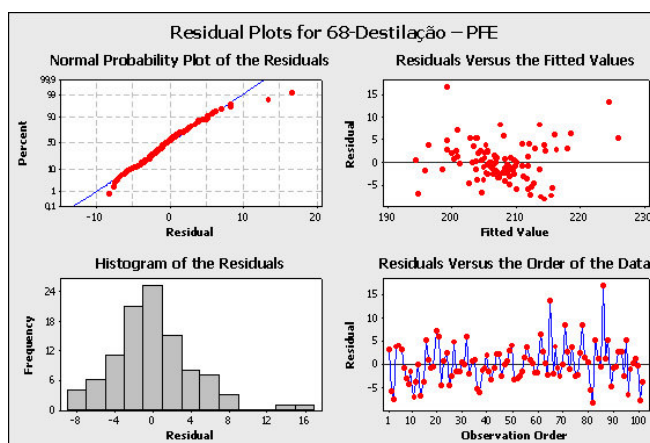 Residual Plots for 68-Destilação – PFE
Normal Probability Plot of the Residuals
Percent
99,9
99
90
50
10
1
0,1
-10 0 10 20
Residual
Residuals Versus the Fitted Values
Residual
15
10
5
0
-5
190 200 210 220 230
Fitted Value
Histogram of the Residuals
Frequency
24
18
12
6
0
-8 -4 0 4 8 12 16
Residual
Residuals Versus the Order of the Data
Residual
15
10
5
0
-5
1 10 20 30 40 50 60 70 80 90 100
Observation Order